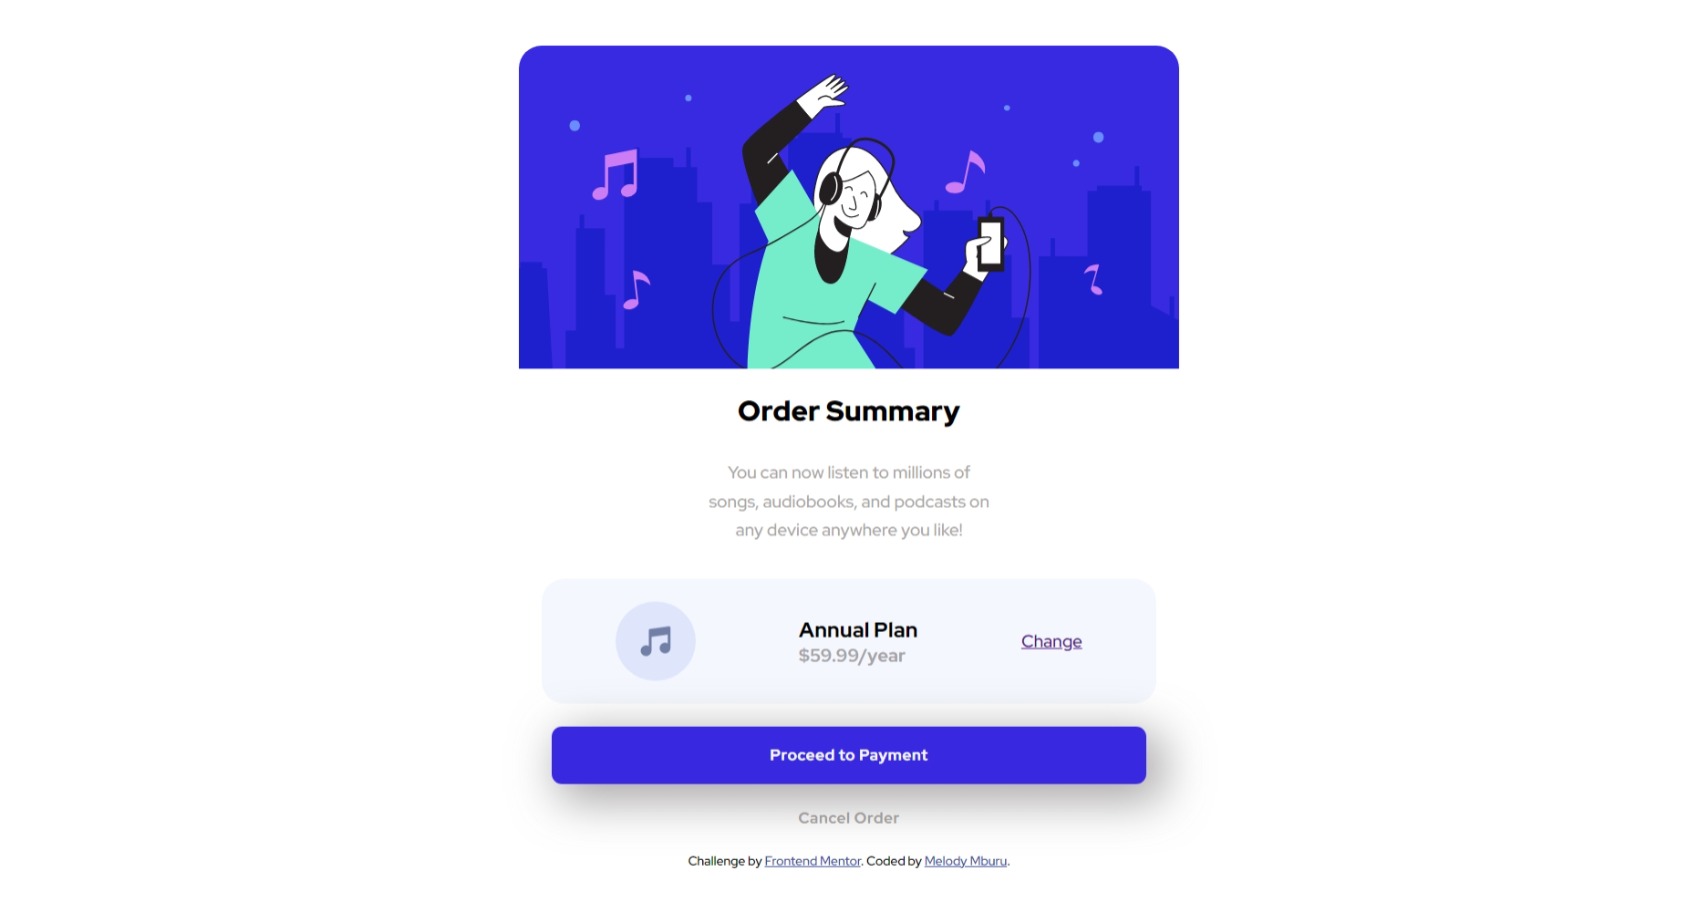 Order Summary
You can now listen to millions of
songs, audiobooks, and podcasts on
any device anywhere you like!
Annual Plan
$59.99/year
Change
Proceed to Payment
Cancel Order
Challenge by Frontend Mentor. Coded by Melody Mburu.